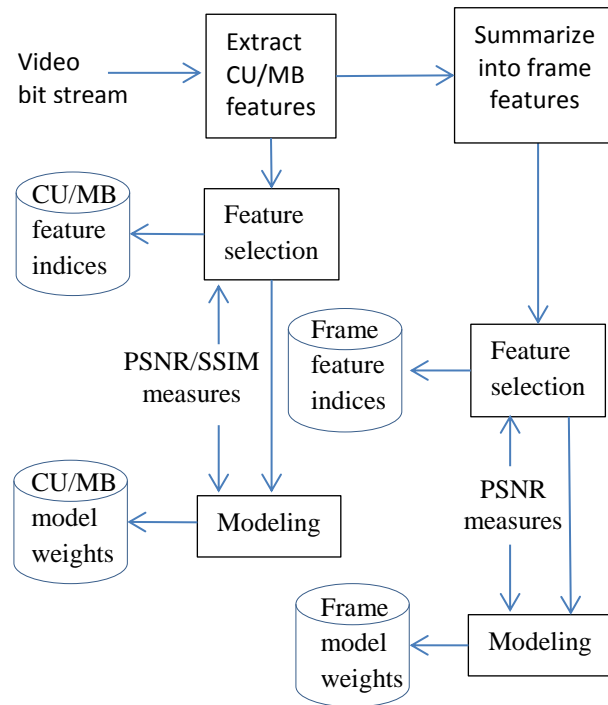 Video
bit stream
Extract
CU/MB
features
Summarize
into frame
features
CU/MB
feature
indices
Feature
selection
PSNR/SSIM
measures
Frame
feature
indices
Feature
selection
CU/MB
model
weights
Modeling
PSNR
measures
Frame
model
weights
Modeling